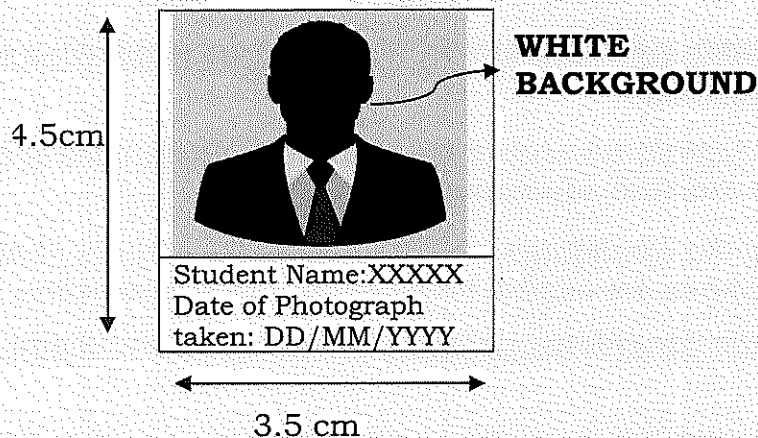 WHITE
BACKGROUND
4.5cm
Student Name:XXXXX
Date of Photograph
taken: DD/MM/YYYY
3.5 cm